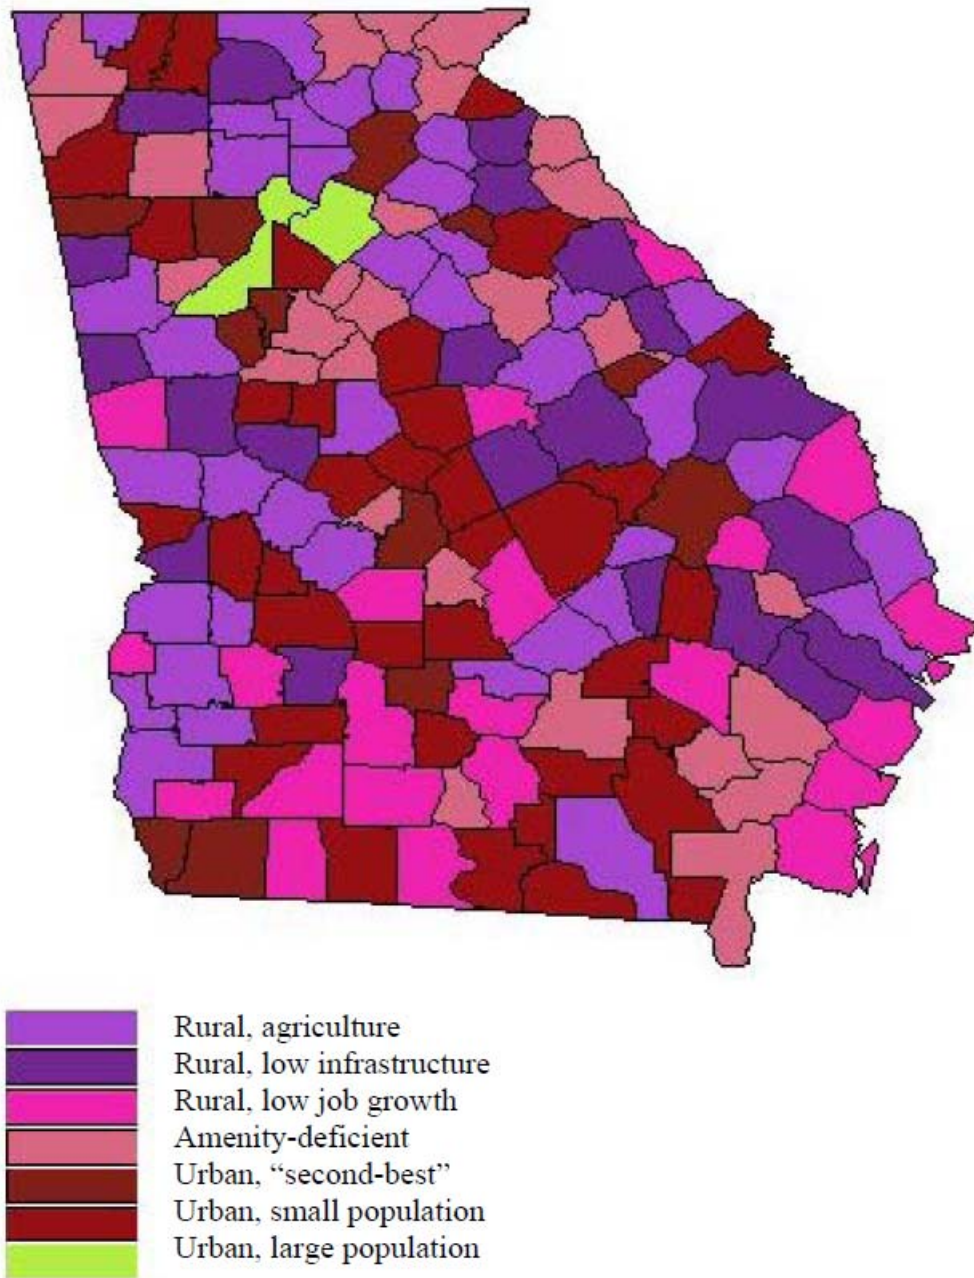 Rural, agriculture
Rural, low infrastructure
Rural, low job growth
Amenity-deficient
Urban, “second-best”
Urban, small population
Urban, large population